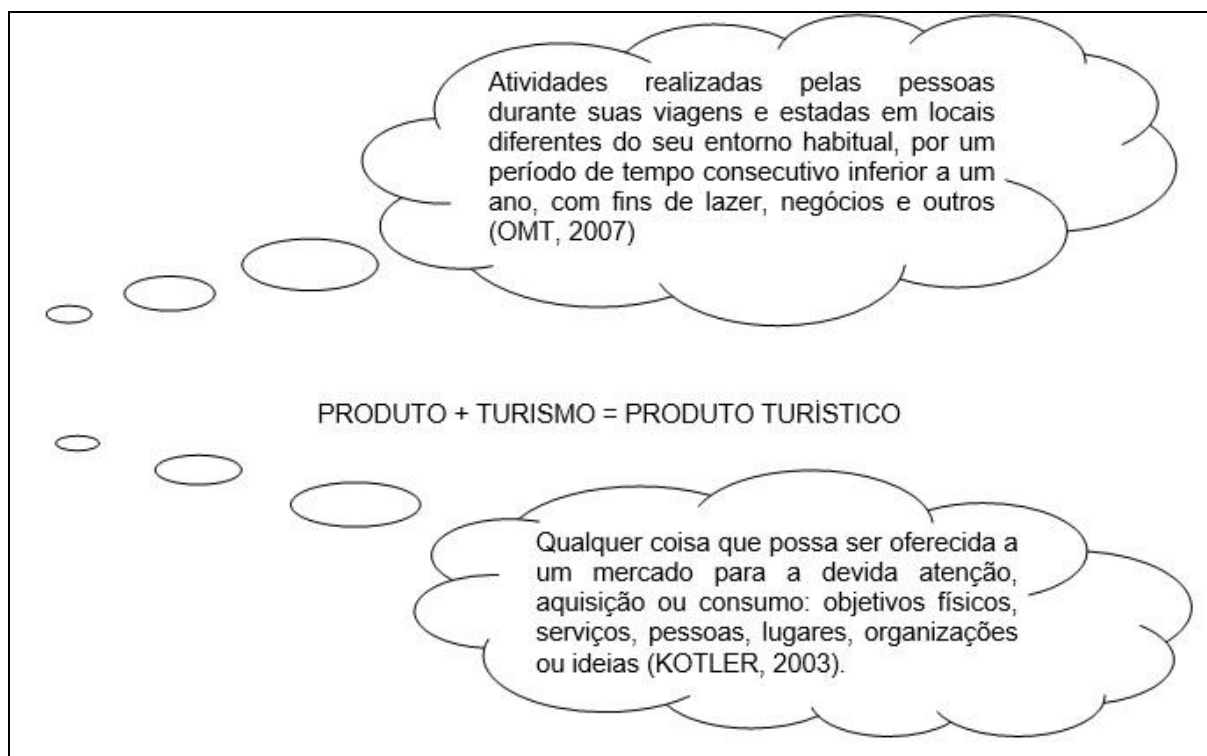 Atividades realizadas pelas pessoas
durante suas viagens e estadas em locais
diferentes do seu entorno habitual, por um
período de tempo consecutivo inferior a um
ano, com fins de lazer, negócios e outros
(OMT, 2007)
PRODUTO + TURISMO = PRODUTO TURÌSTICO
Qualquer coisa que possa ser oferecida a
um mercado para a devida atenção,
aquisição ou consumo: objetivos físicos,
serviços, pessoas, lugares, organizações
ou ideias (KOTLER, 2003).